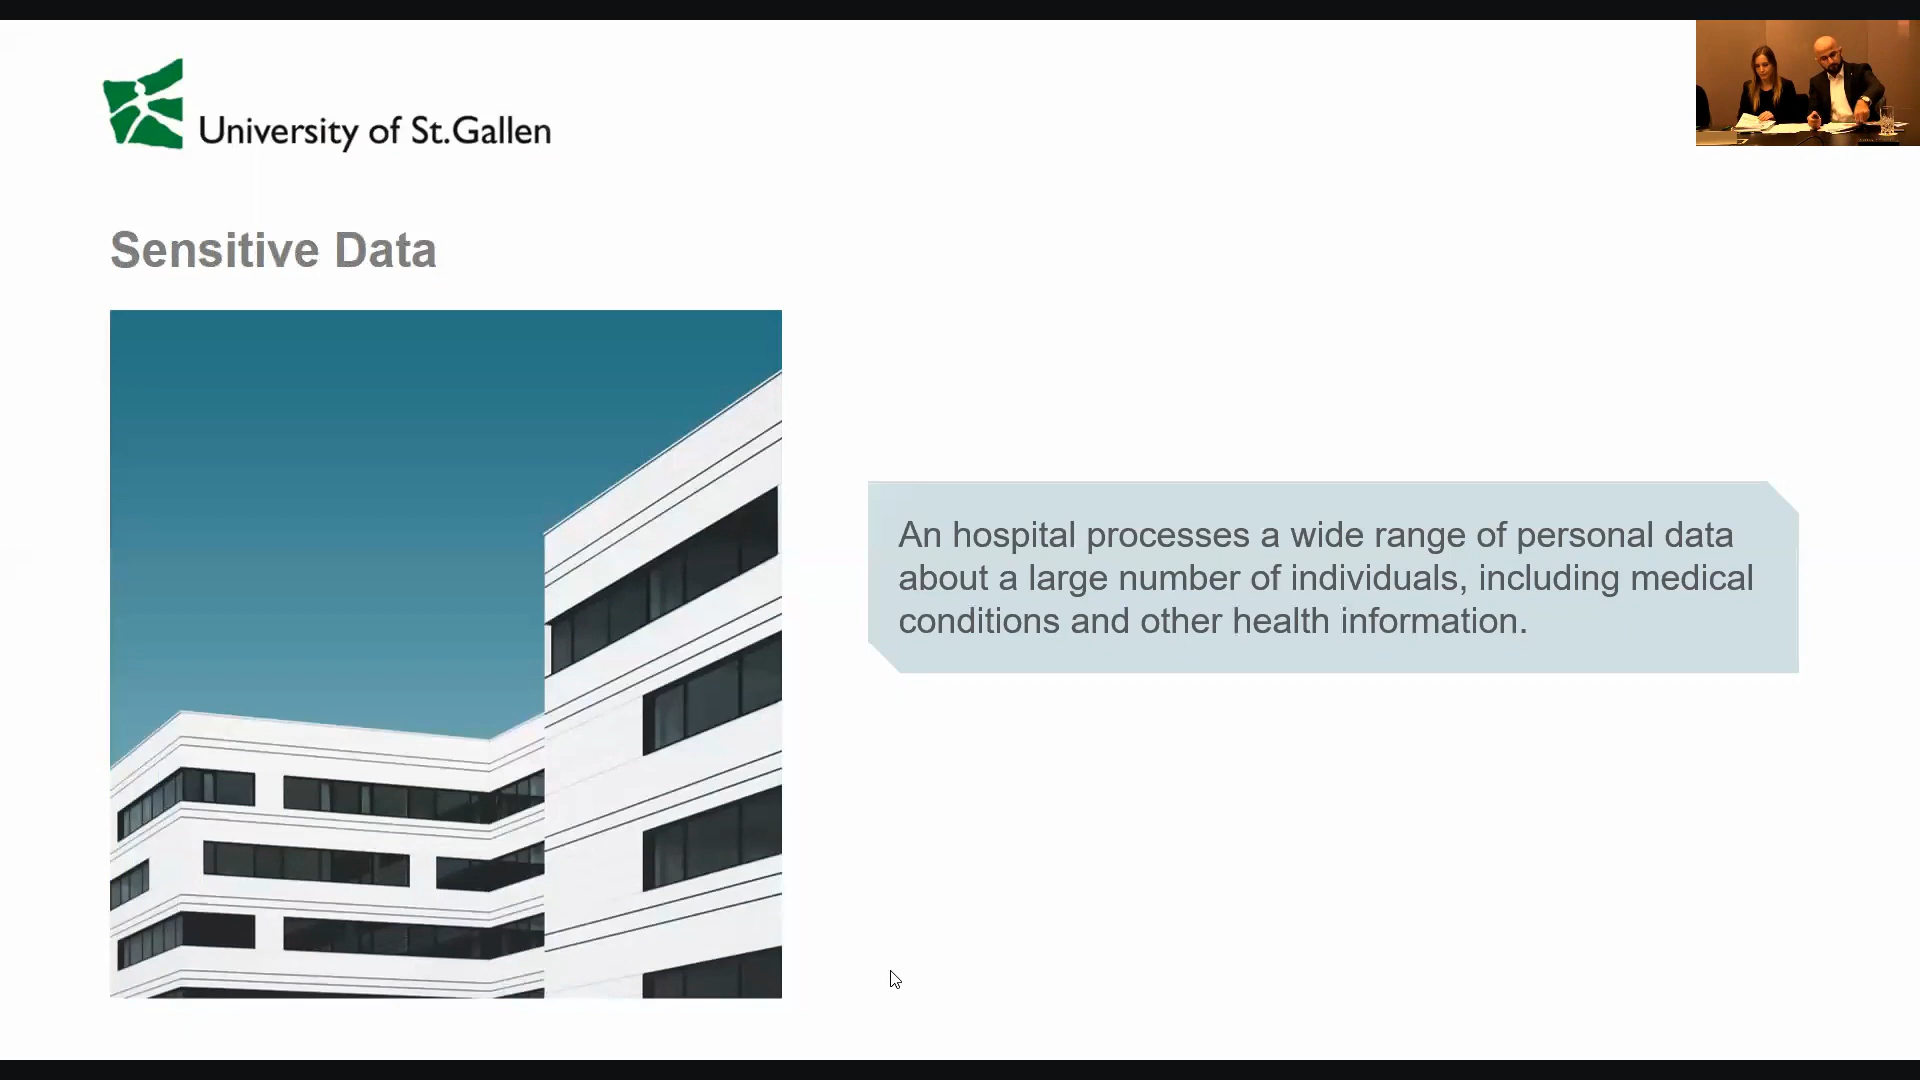 University of St.Gallen
Sensitive Data
An hospital processes a wide range of personal data
about a large number of individuals, including medical
conditions and other health information.